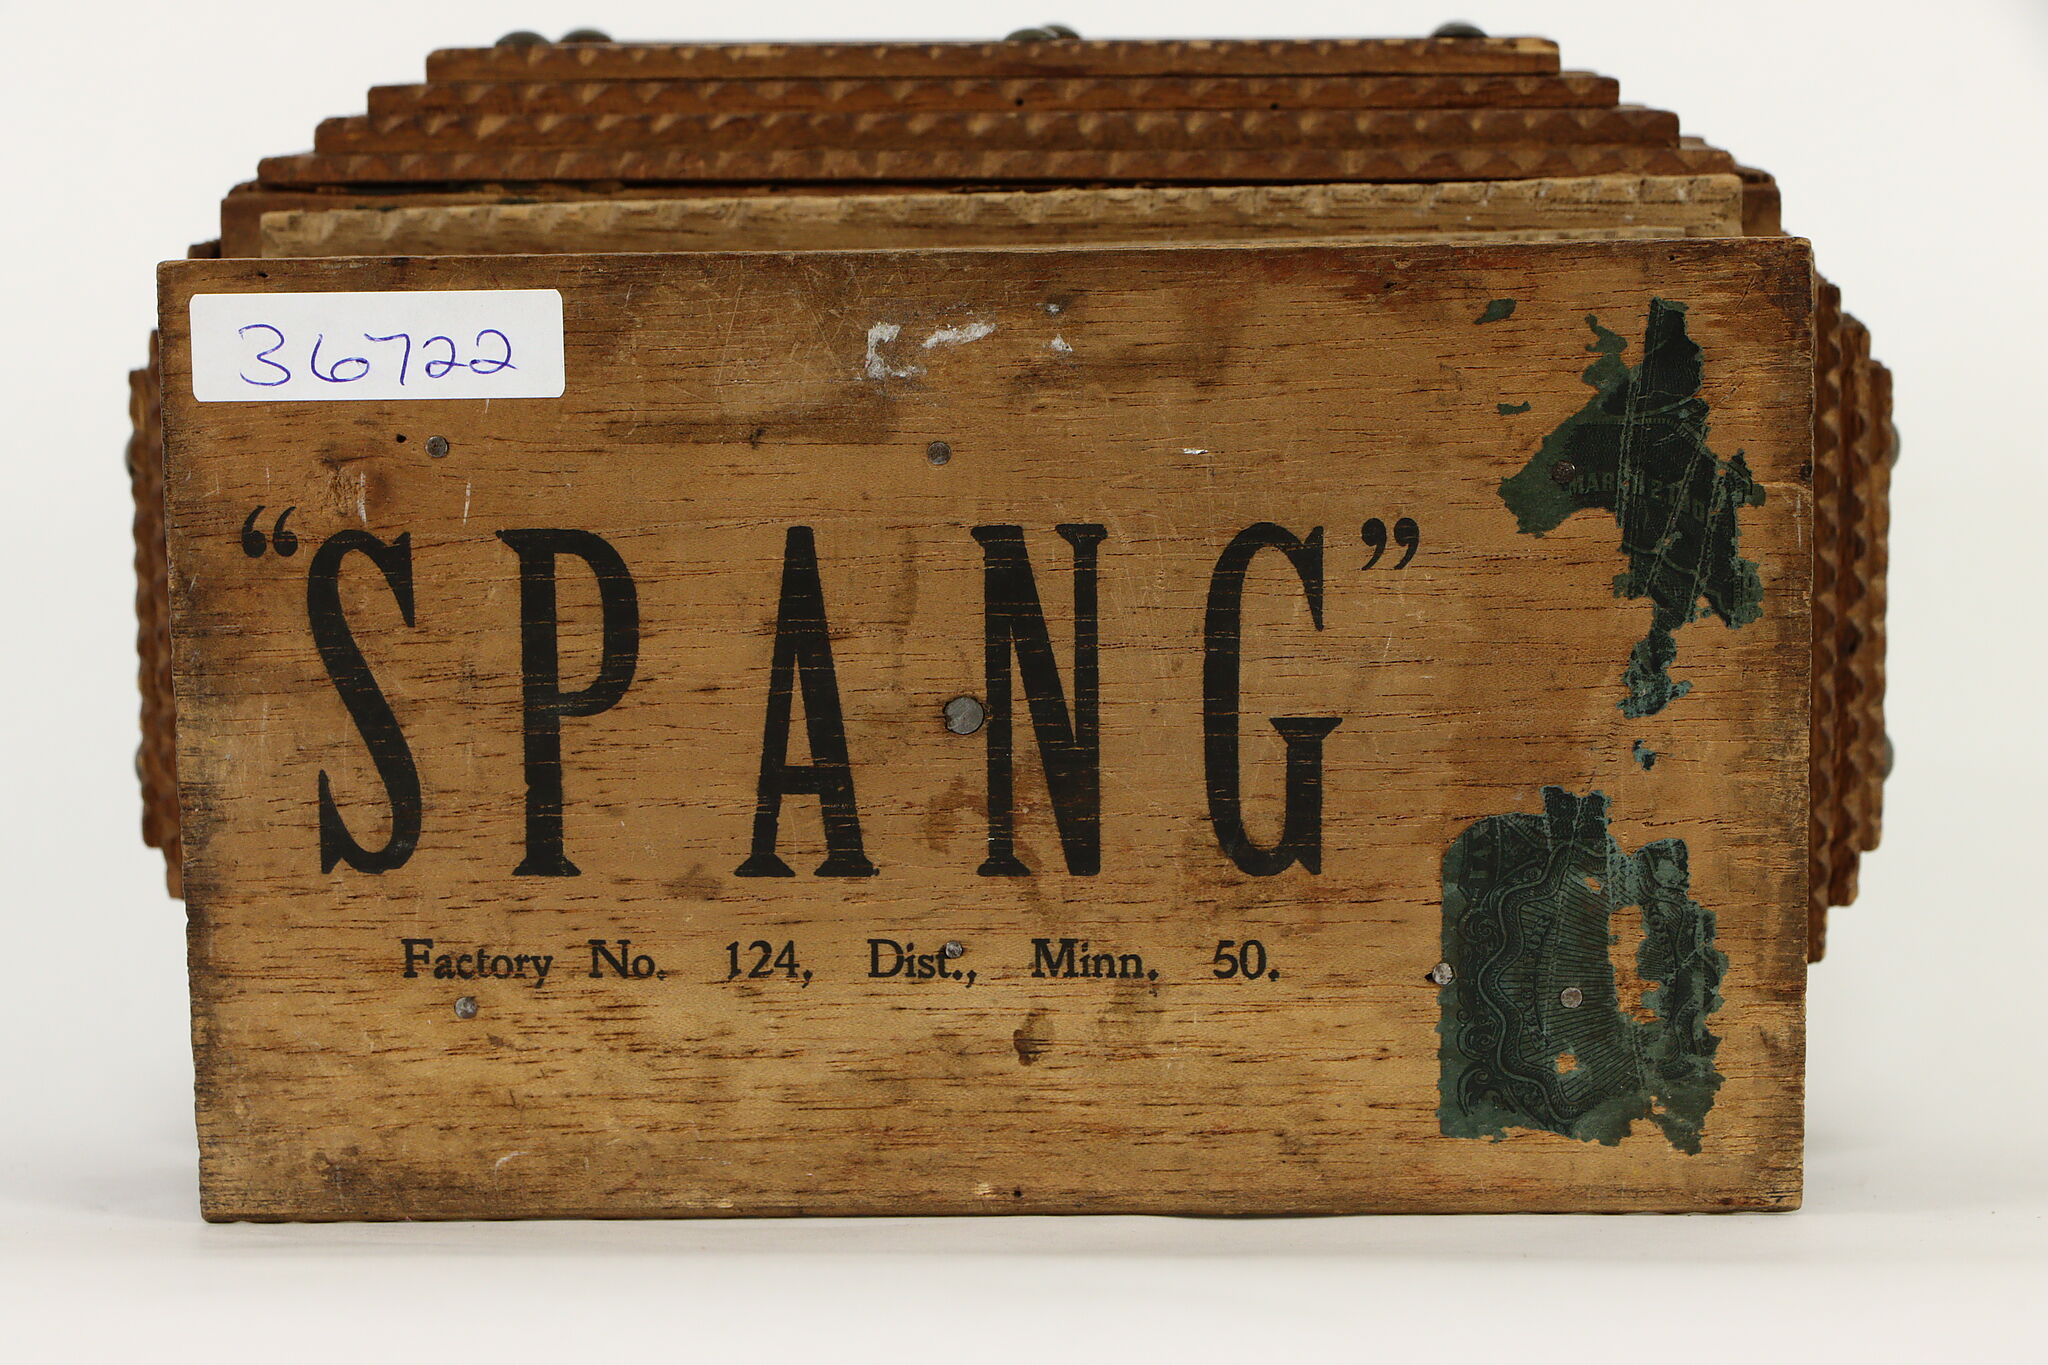 36722
“SPANG”
Factory No. 124, Dist., Minn. 50.